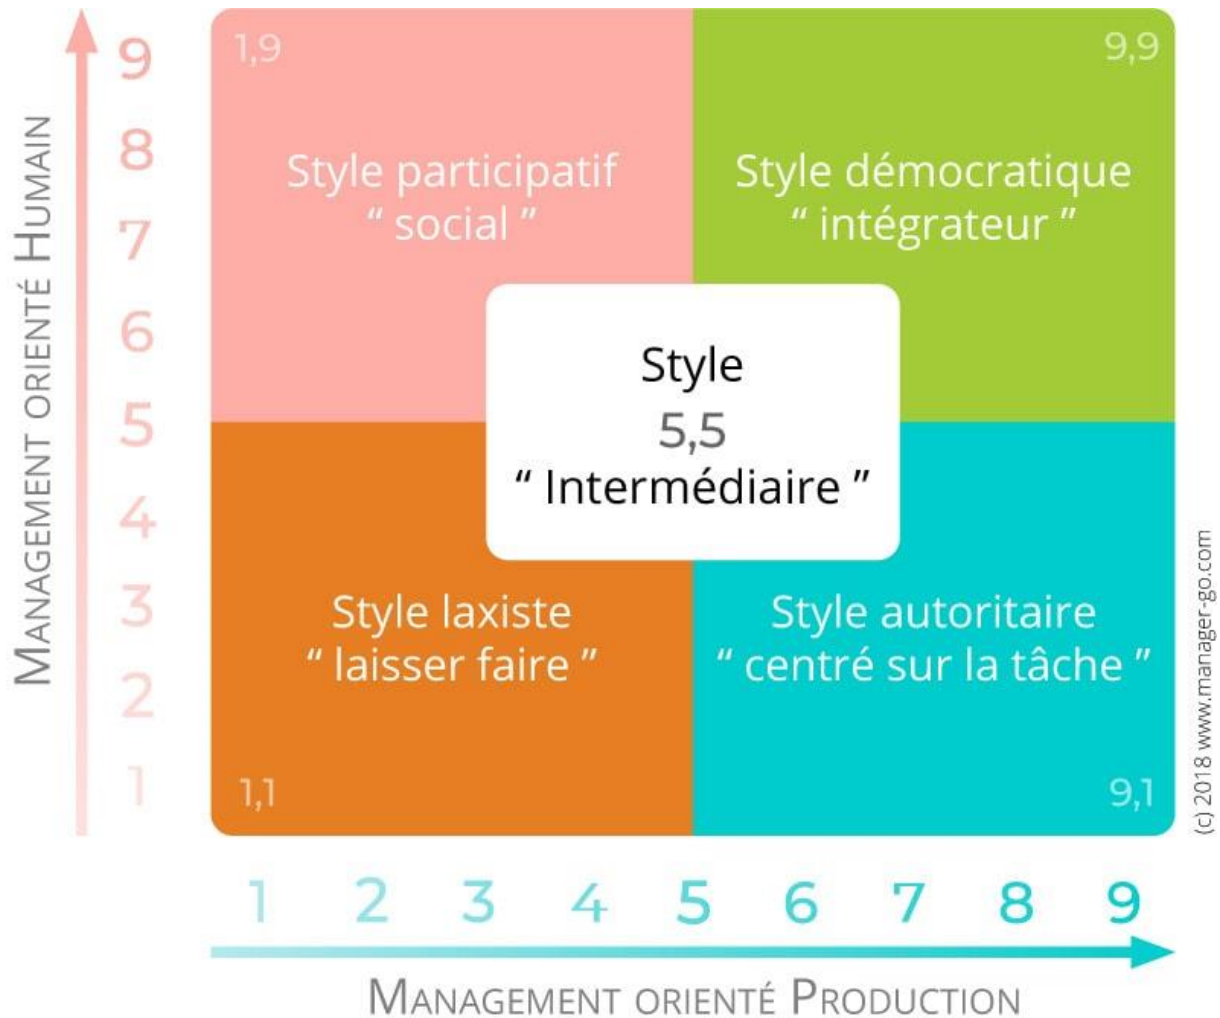 MANAGEMENT ORIENTÉ HUMAIN
9
8
7
6
5
4
3
2
1
1,9
9,9
Style participatif
“ social ”
Style démocratique
“ intégrateur ”
Style
5,5
“ Intermédiaire ”
Style laxiste
“ laisser faire ”
Style autoritaire
“ centré sur la tâche ”
1,1
9,1
1 2 3 4 5 6 7 8 9
MANAGEMENT ORIENTÉ PRODUCTION
(c) 2018 www.manager-go.com